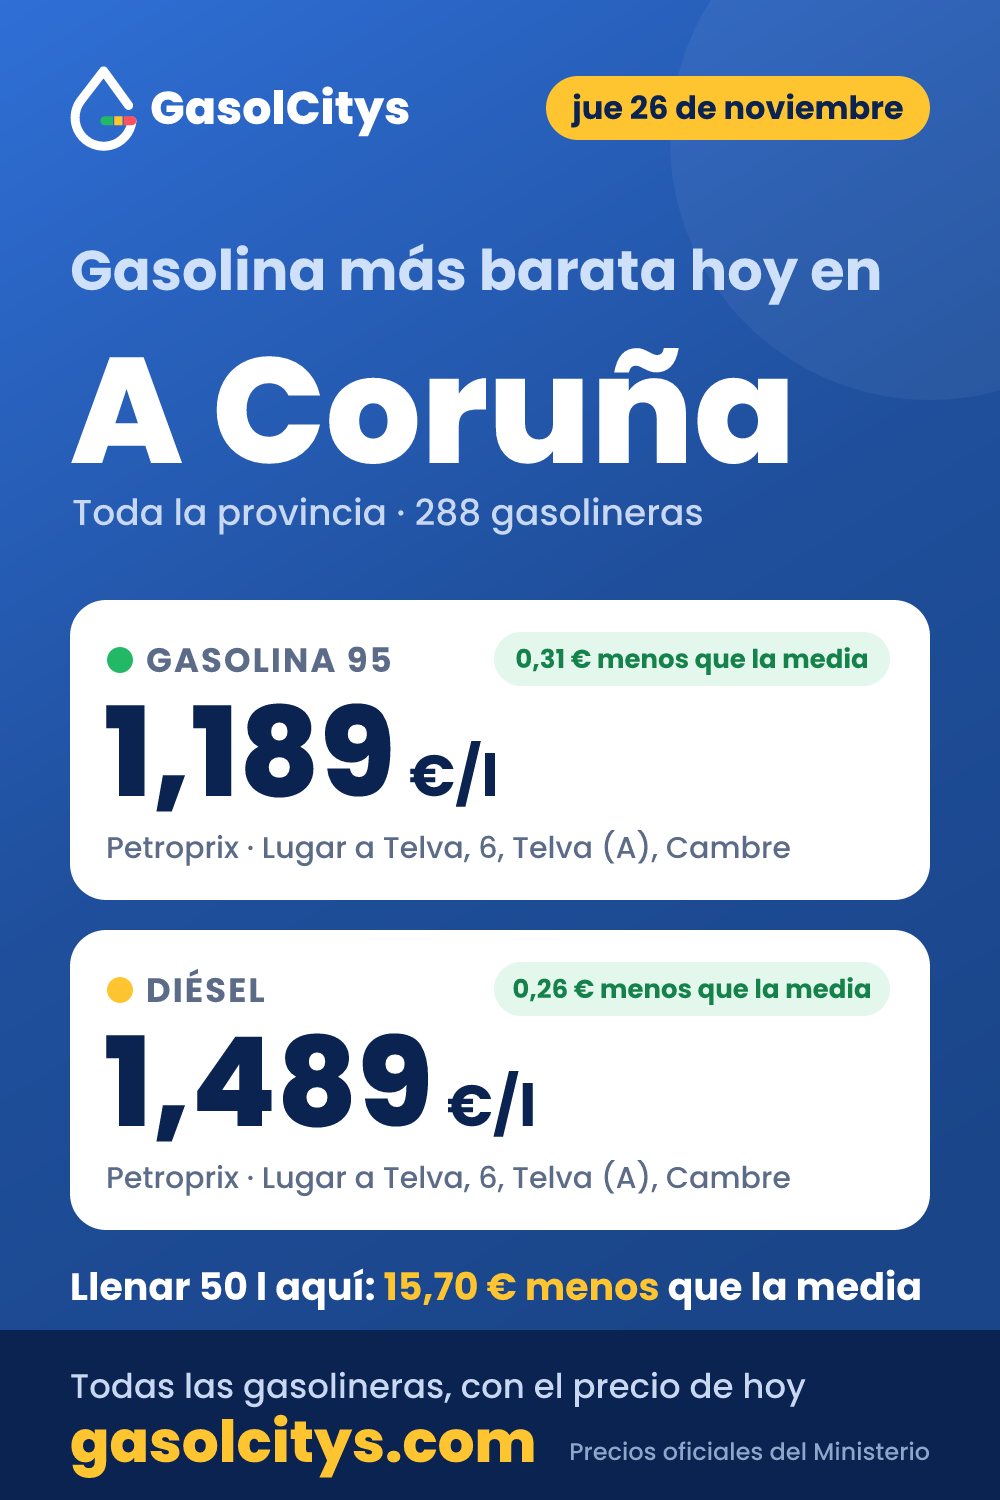 GasolCitys
jue 26 de noviembre
Gasolina más barata hoy en
A Coruña
Toda la provincia · 288 gasolineras
GASOLINA 95
0,31 € menos que la media
1,189 €/l
Petroprix · Lugar a Telva, 6, Telva (A), Cambre
DIÉSEL
0,26 € menos que la media
1,489 €/l
Petroprix · Lugar a Telva, 6, Telva (A), Cambre
Llenar 50 l aquí: 15,70 € menos que la media
Todas las gasolineras, con el precio de hoy
gasolcitys.com
Precios oficiales del Ministerio